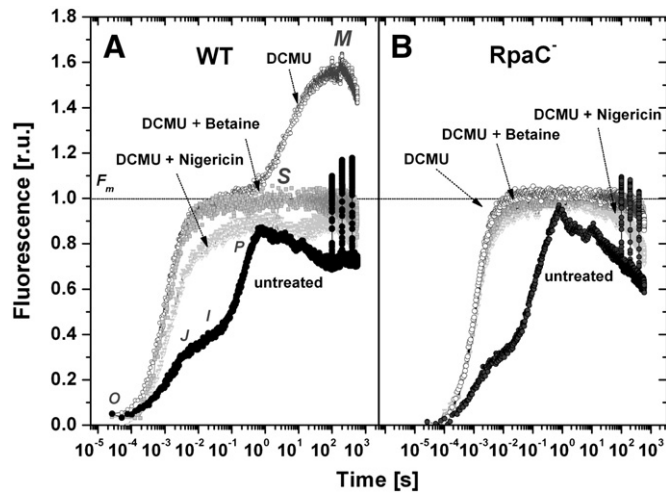 A
WT
M
DCMU
DCMU + Betaine
DCMU + Nigericin
S
Fm
P
untreated
I
J
O
B
RpaC-
DCMU + Nigericin
DCMU + Betaine
DCMU
untreated
Fluorescence [r.u.]
1.8
1.6
1.4
1.2
1.0
0.8
0.6
0.4
0.2
0.0
10-5 10-4 10-3 10-2 10-1 100 101 102 103
10-5 10-4 10-3 10-2 10-1 100 101 102 103
Time [s]